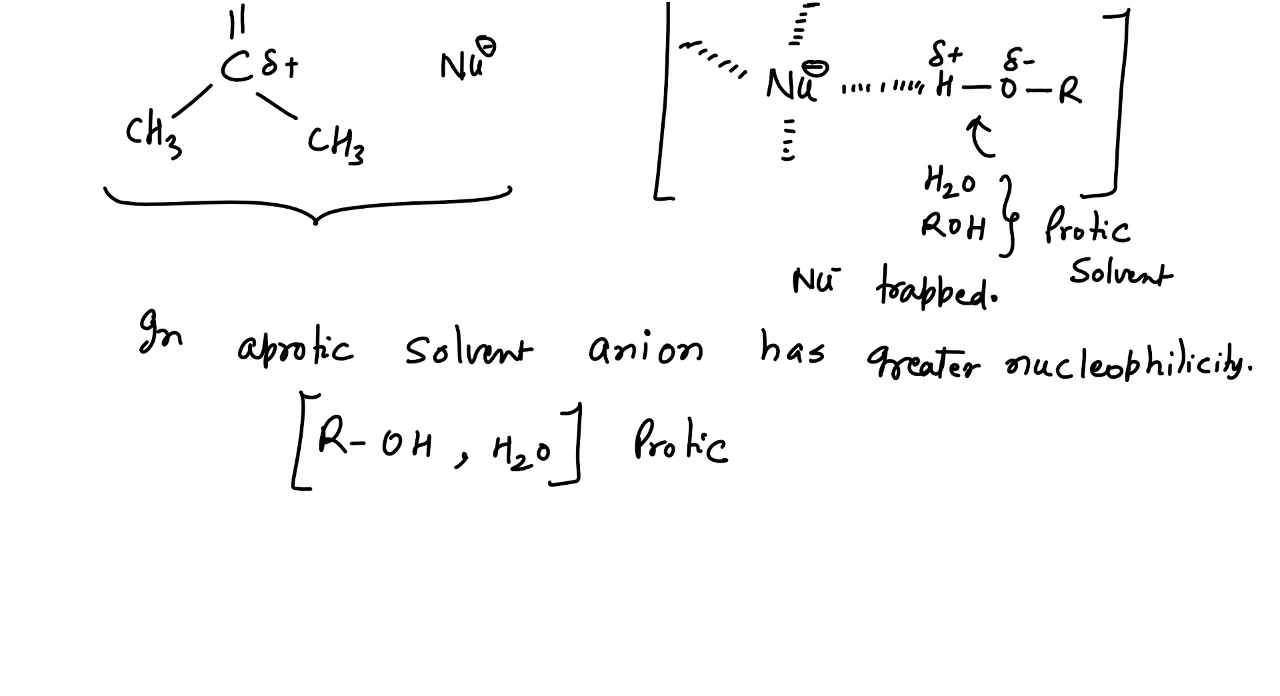 C δ+
Nu⊖
CH3
CH3
Nu⊖
δ+ δ-
H – O – R
H2O
ROH
Protic
Solvent
Nu- trapped.
In aprotic solvent anion has greater nucleophilicity.
[R- OH , H2O] Protic